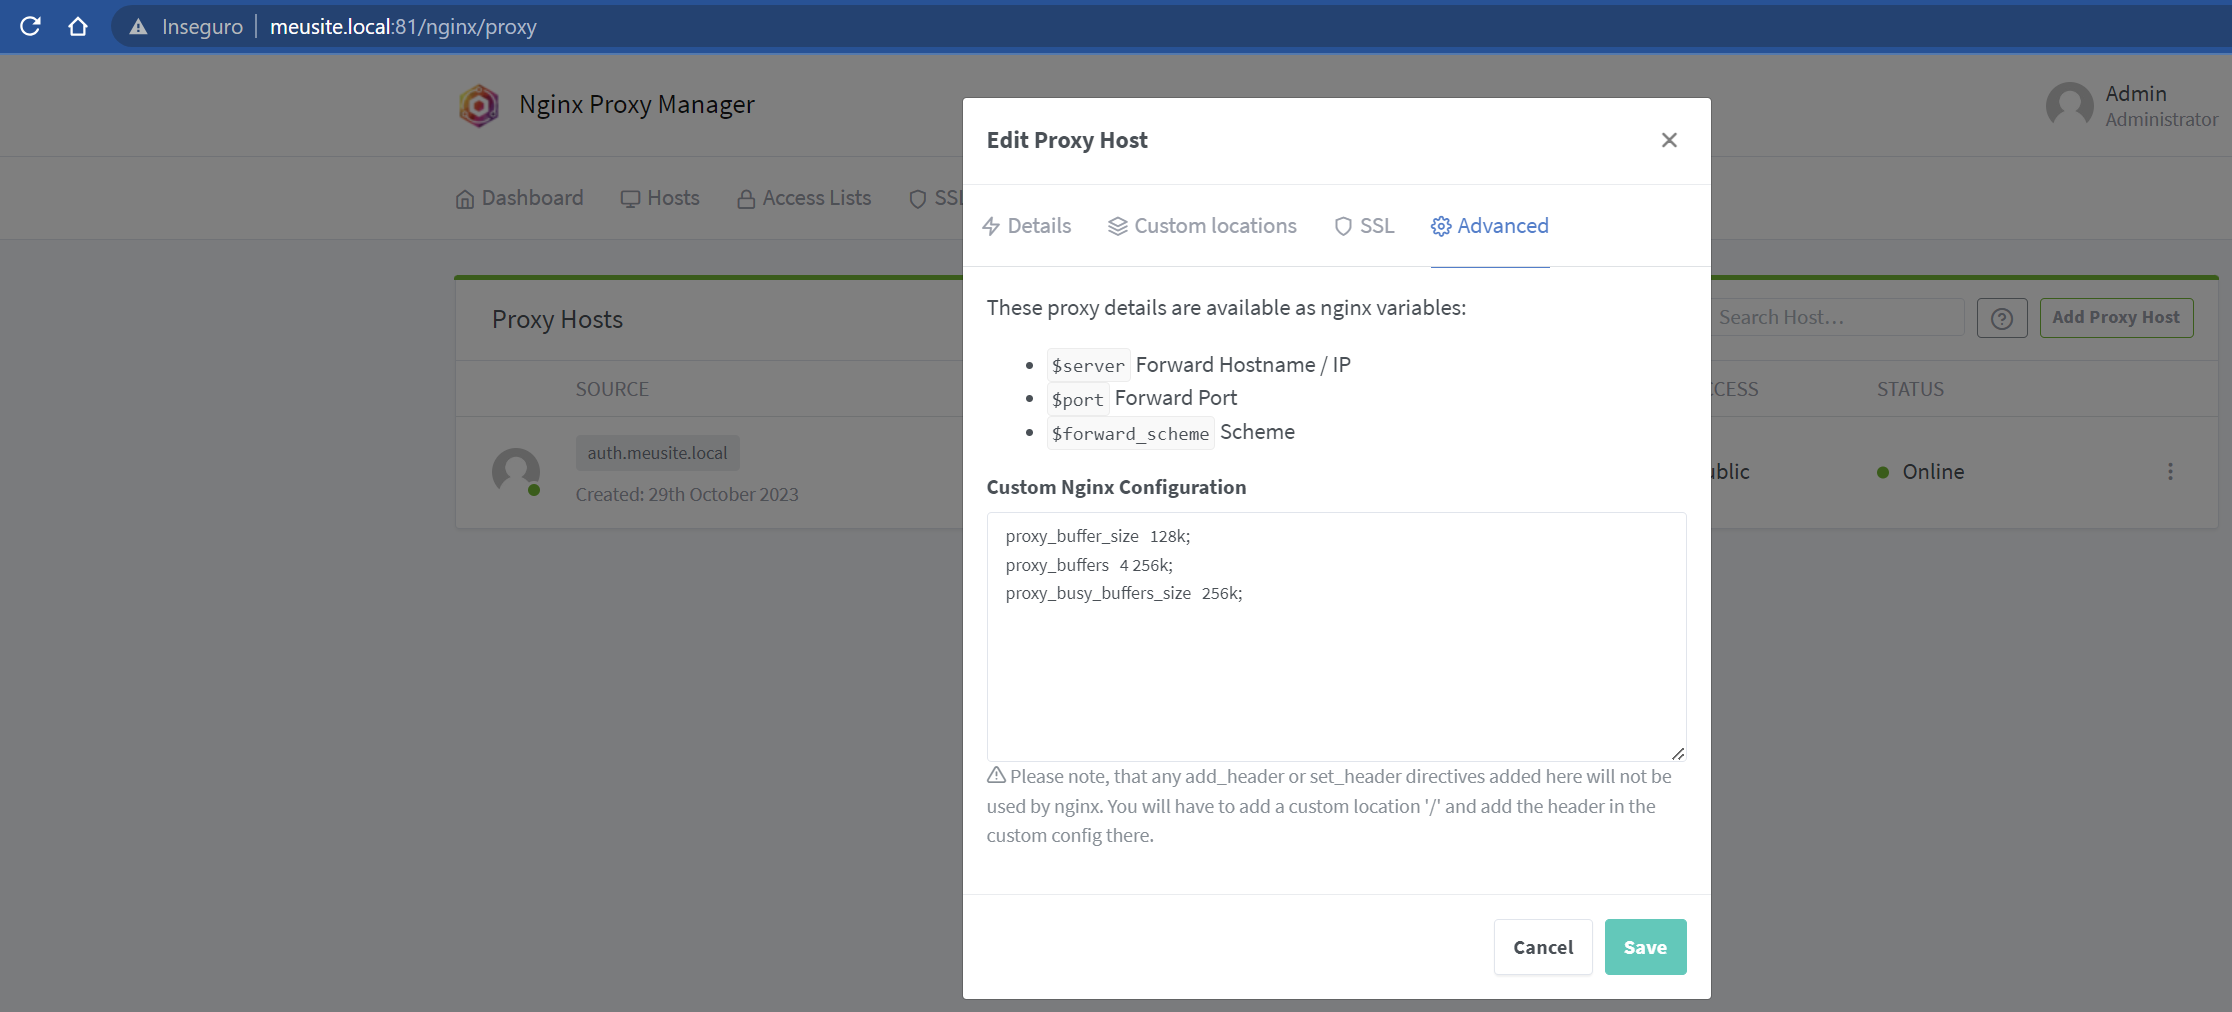 Inseguro meusite.local:81/nginx/proxy
Nginx Proxy Manager
Admin
Administrator
Dashboard Hosts Access Lists SSL
Proxy Hosts
Search Host... Add Proxy Host
SOURCE STATUS
auth.meusite.local
Created: 29th October 2023
Online
Edit Proxy Host
Details Custom locations SSL Advanced
These proxy details are available as nginx variables:
$server Forward Hostname / IP
$port Forward Port
$forward_scheme Scheme
Custom Nginx Configuration
proxy_buffer_size 128k;
proxy_buffers 4 256k;
proxy_busy_buffers_size 256k;
Please note, that any add_header or set_header directives added here will not be
used by nginx. You will have to add a custom location '/' and add the header in the
custom config there.
Cancel Save